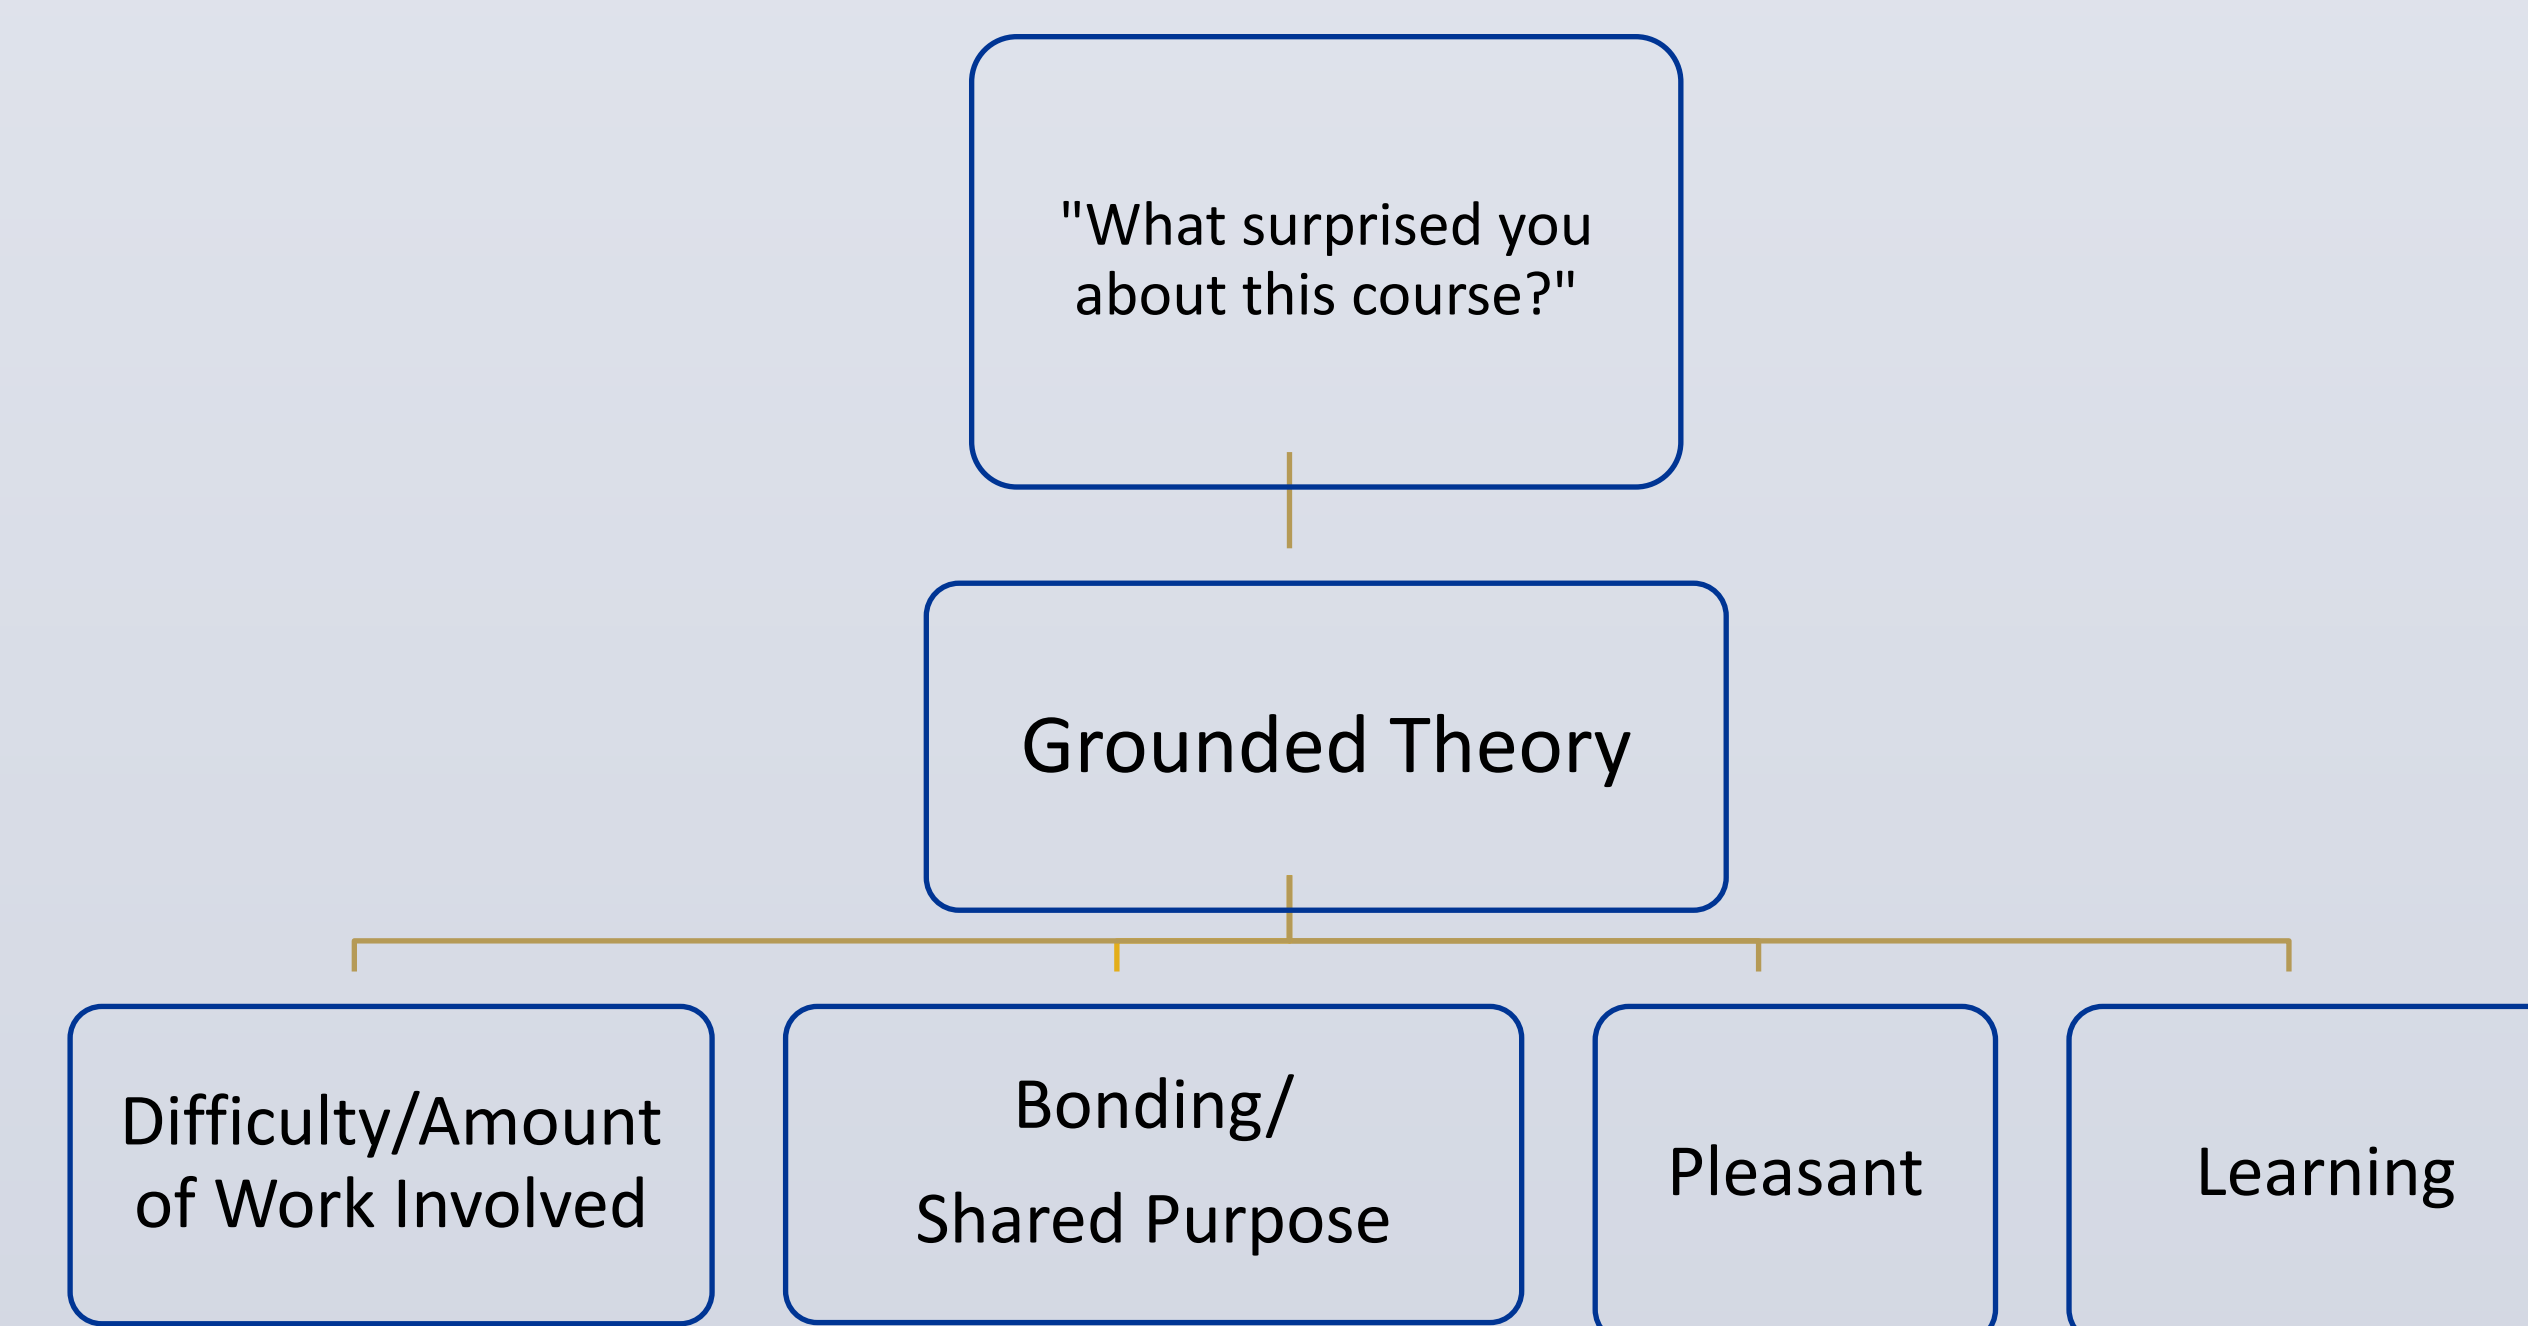 "What surprised you
about this course?"
Grounded Theory
Difficulty/Amount
of Work Involved
Bonding/
Shared Purpose
Pleasant
Learning